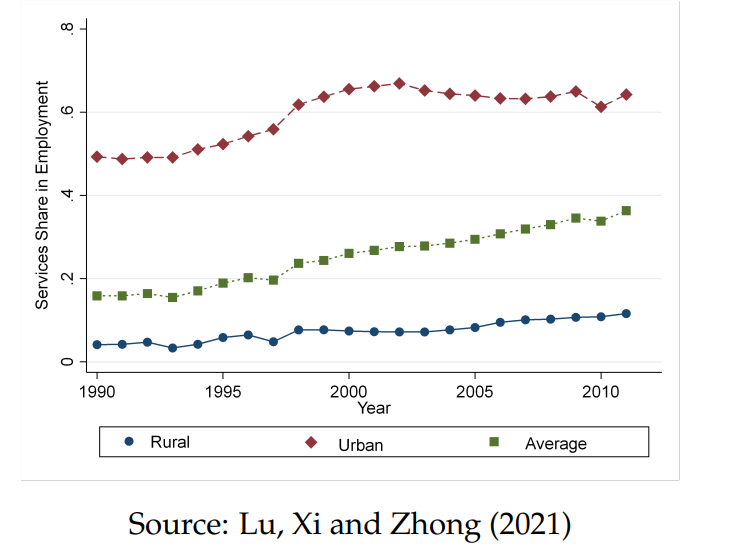 Services Share in Employment
.8
.6
.4
.2
0
1990 1995 2000 2005 2010
Year
Rural Urban Average
Source: Lu, Xi and Zhong (2021)